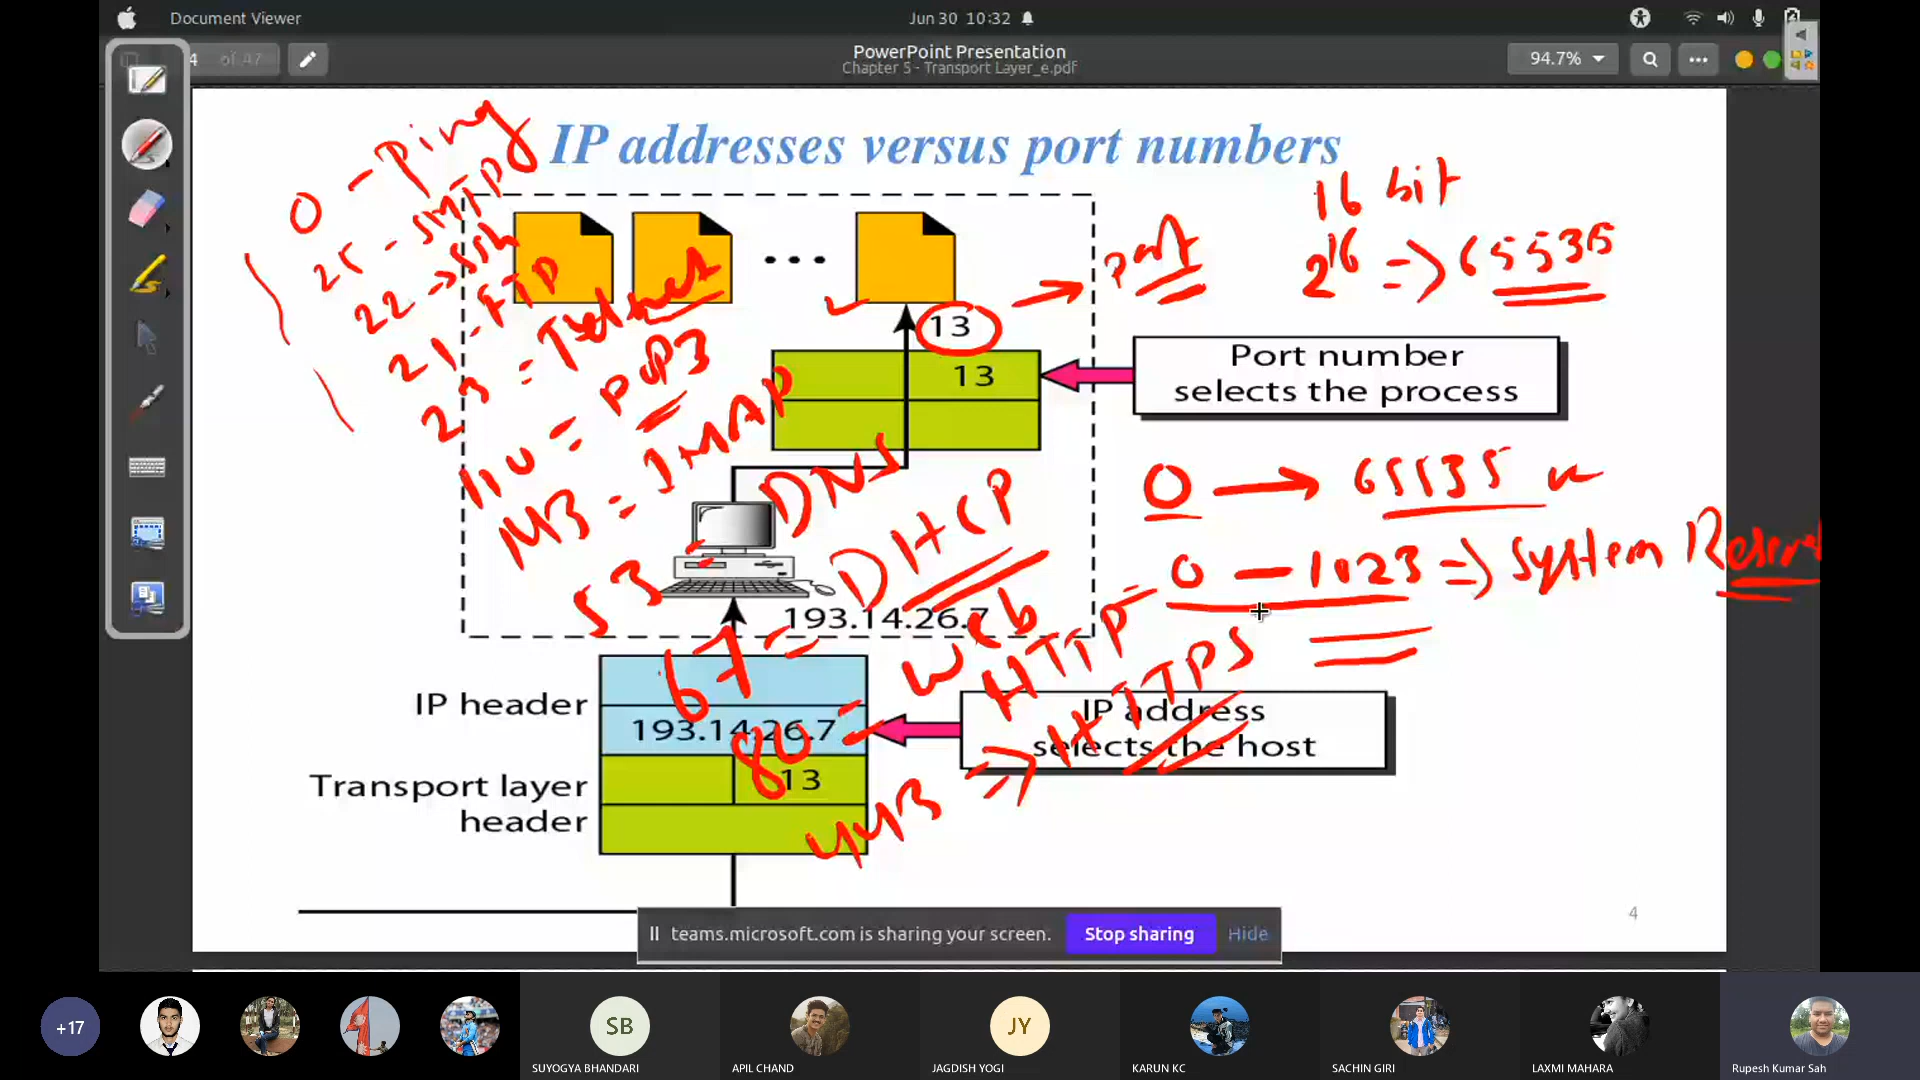 Document Viewer
Jun 30 10:32
4 of 47
PowerPoint Presentation
Chapter 5 - Transport Layer_e.pdf
94.7%
IP addresses versus port numbers
0 - ping
25 - SMTP
22 -> ssh
21 - FTP
23 = Telnet
110 = POP3
143 = IMAP
53 - DNS
67 = DHCP
80 = Web HTTP
443 => HTTPS
16 bit
2^16 => 65535
13 -> port
13
Port number
selects the process
0 -> 65535
0 - 1023 => System
193.14.26.7
IP header
193.14.26.7
IP address
selects the host
Transport layer
header
13
4
teams.microsoft.com is sharing your screen.
Stop sharing
Hide
+17
SB
JY
SUYOGYA BHANDARI
APIL CHAND
JAGDISH YOGI
KARUN KC
SACHIN GIRI
LAXMI MAHARA
Rupesh Kumar Sah